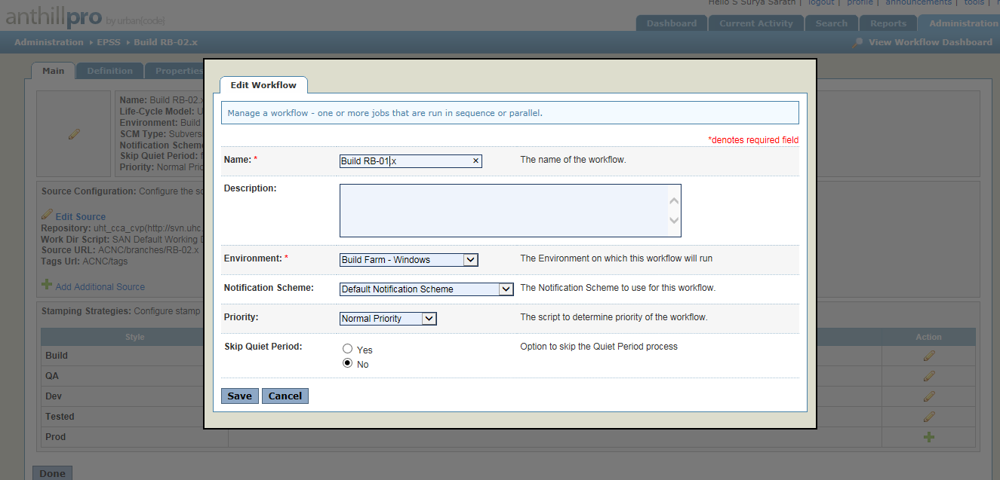 Hello S Surya Sarath | logout | profile | announcements | tools |
anthillpro by urban[code]
Dashboard Current Activity Search Reports Administration
Administration EPSS Build RB-02.x View Workflow Dashboard
Main Definition Properties
Edit Workflow
Manage a workflow - one or more jobs that are run in sequence or parallel.
*denotes required field
Name: * Build RB-01.x × The name of the workflow.
Description:
Environment: * Build Farm - Windows The Environment on which this workflow will run
Notification Scheme: Default Notification Scheme The Notification Scheme to use for this workflow.
Priority: Normal Priority The script to determine priority of the workflow.
Skip Quiet Period: Yes Option to skip the Quiet Period process
No
Save Cancel
Name: Build RB-02.x
Life-Cycle Model:
Environment: Build
SCM Type: Subvers
Notification Scheme
Skip Quiet Period:
Priority: Normal Prio
Source Configuration: Configure the so
Edit Source
Repository: uht_cca_cvp(http://svn.uhc.
Work Dir Script: SAN Default Working
Source URL: ACNC/branches/RB-02.x
Tags Url: ACNC/tags
Add Additional Source
Stamping Strategies: Configure stamp
Style Action
Build
QA
Dev
Tested
Prod
Done